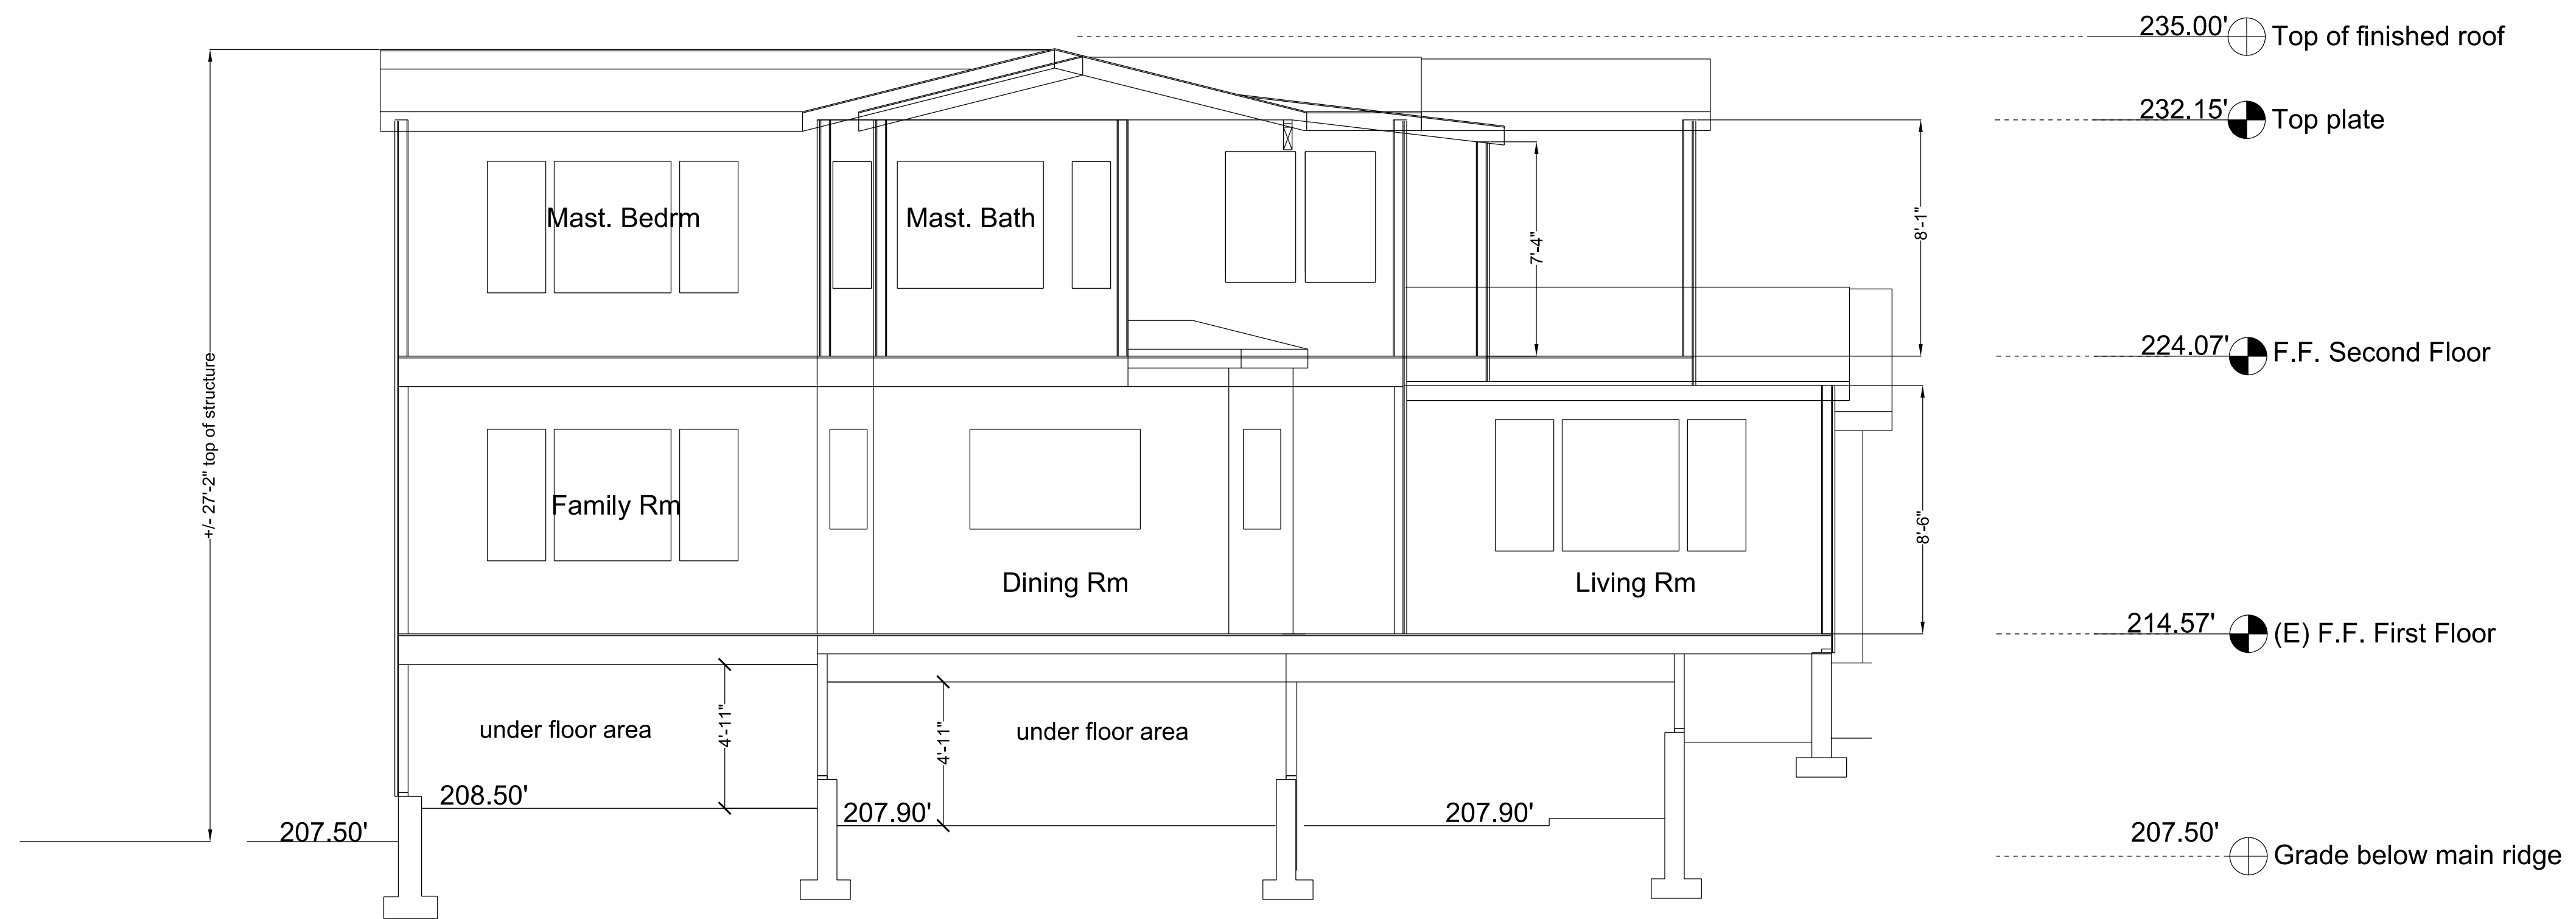 235.00' Top of finished roof
232.15' Top plate
Mast. Bedrm
Mast. Bath
7'-4"
8'-1"
224.07' F.F. Second Floor
+/- 27'-2" top of structure
Family Rm
8'-6"
Dining Rm
Living Rm
214.57' (E) F.F. First Floor
under floor area
4'-11"
under floor area
4'-11"
208.50'
207.90'
207.90'
207.50'
207.50' Grade below main ridge